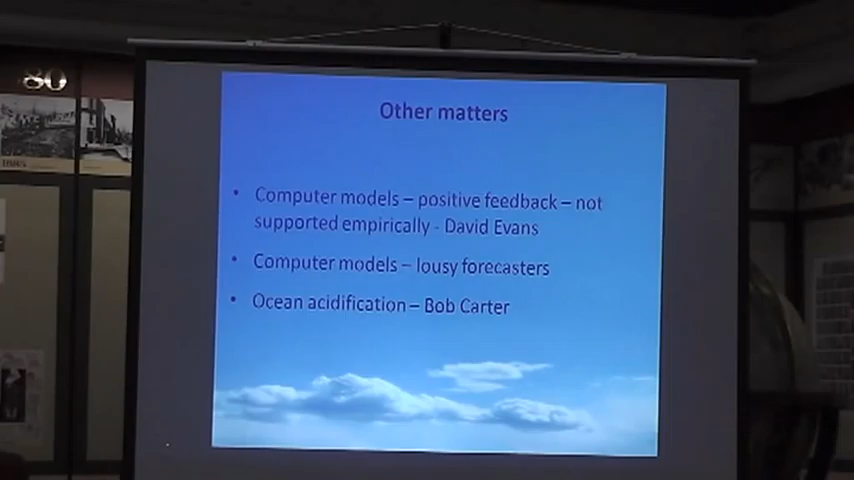 80
Other matters
• Computer models – positive feedback – not
supported empirically - David Evans
• Computer models – lousy forecasters
• Ocean acidification – Bob Carter